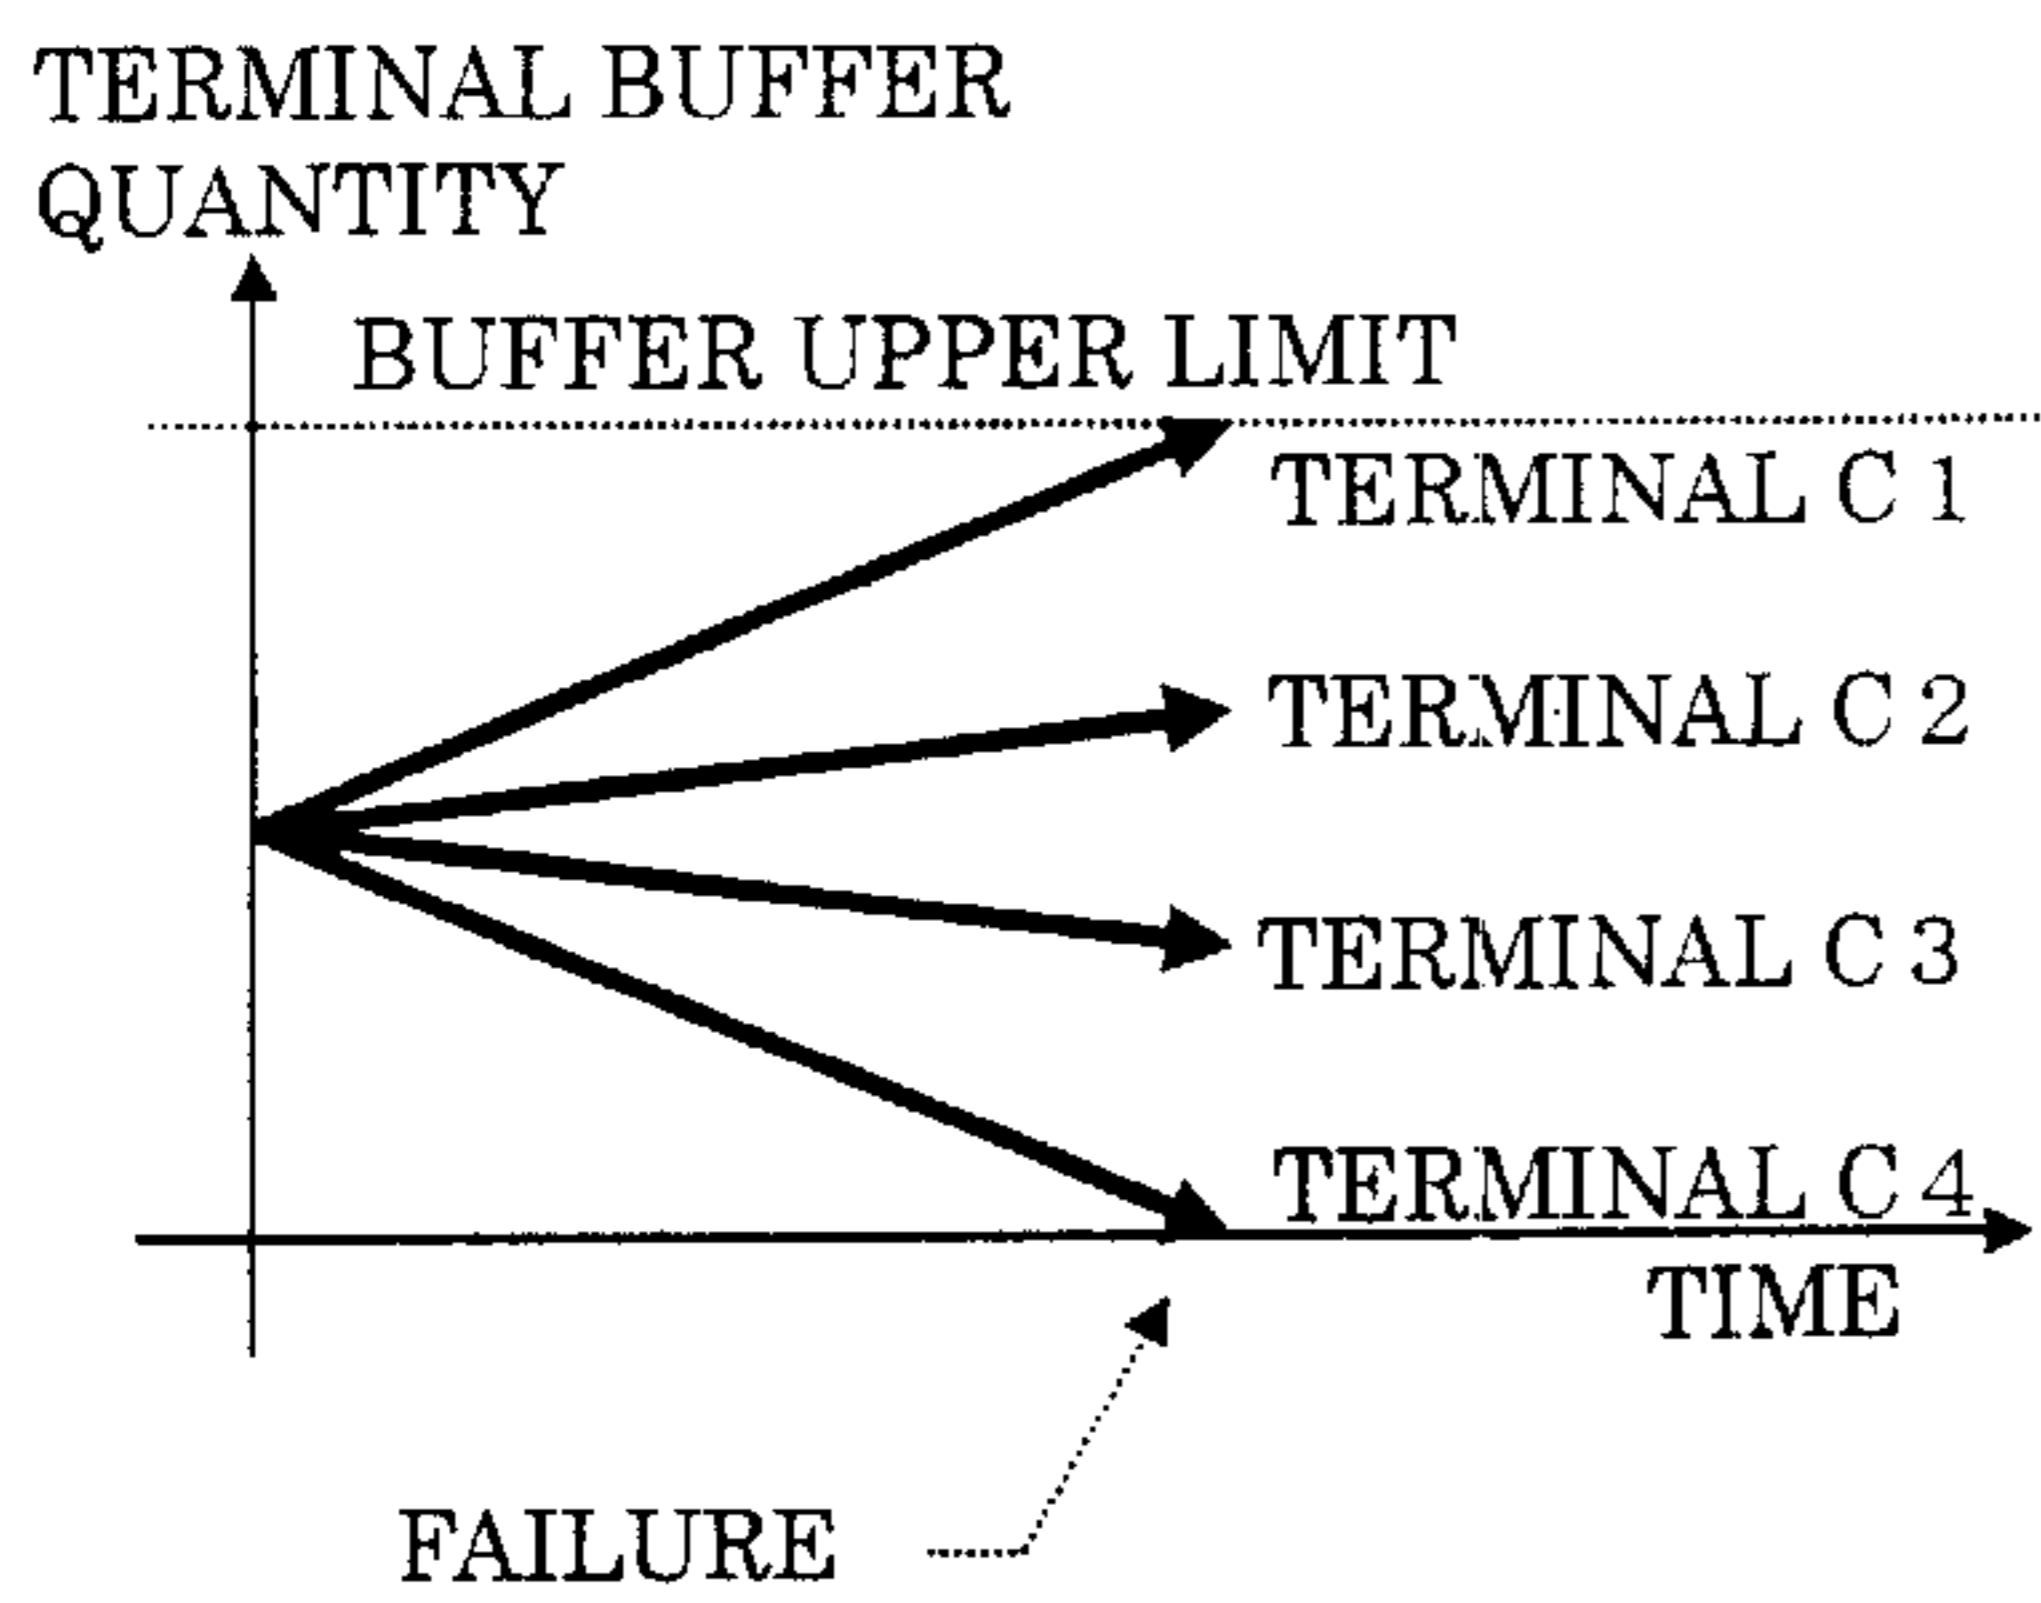 TERMINAL BUFFER
QUANTITY
BUFFER UPPER LIMIT
TERMINAL C 1
TERMINAL C 2
TERMINAL C 3
TERMINAL C 4
TIME
FAILURE